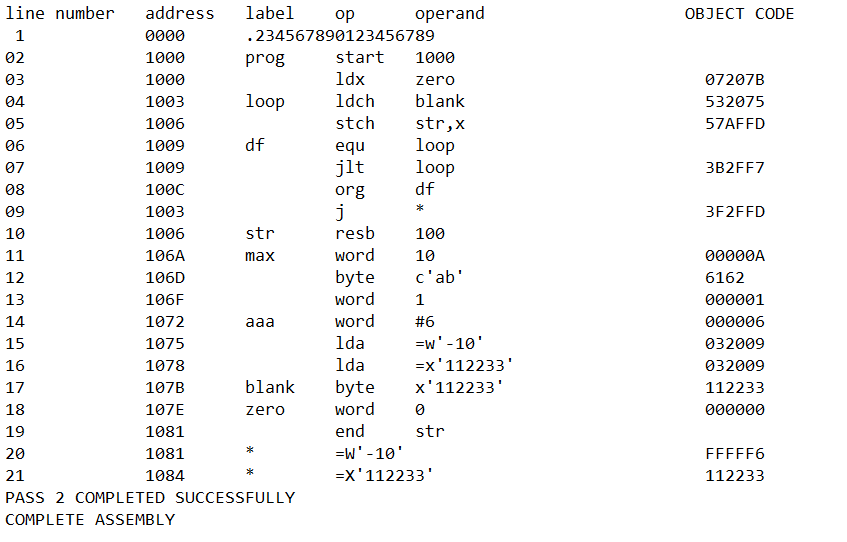 line number   address   label   op      operand                    OBJECT CODE
 1            0000      .234567890123456789
02            1000      prog     start   1000
03            1000               ldx     zero                         07207B
04            1003      loop     ldch    blank                        532075
05            1006               stch    str,x                        57AFFD
06            1009      df       equ     loop
07            1009               jlt     loop                         3B2FF7
08            100C               org     df
09            1003               j       *                            3F2FFD
10            1006      str      resb    100
11            106A      max      word    10                           00000A
12            106D               byte    c'ab'                        6162
13            106F               word    1                            000001
14            1072      aaa      word    #6                           000006
15            1075               lda     =w'-10'                      032009
16            1078               lda     =x'112233'                   032009
17            107B      blank    byte    x'112233'                    112233
18            107E      zero     word    0                            000000
19            1081               end     str
20            1081      *        =W'-10'                              FFFFF6
21            1084      *        =X'112233'                           112233
PASS 2 COMPLETED SUCCESSFULLY
COMPLETE ASSEMBLY